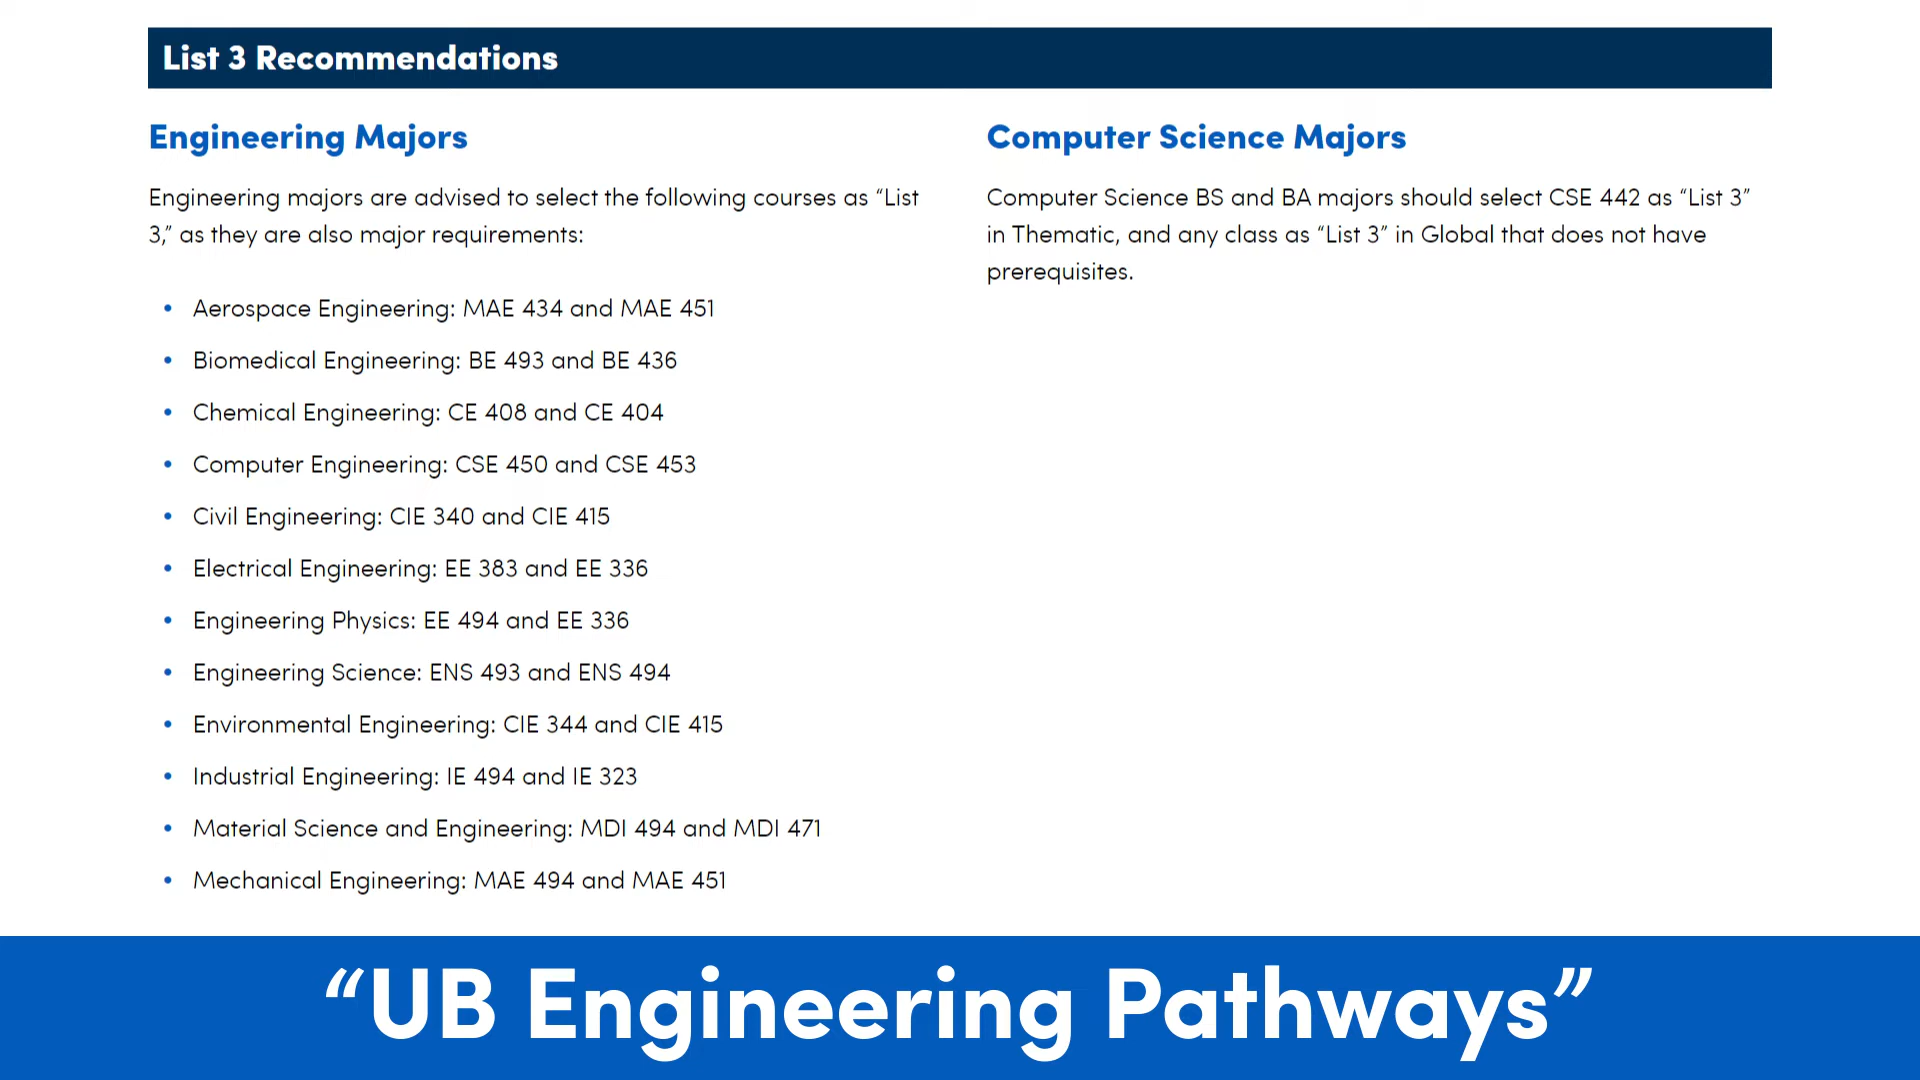 List 3 Recommendations
Engineering Majors
Engineering majors are advised to select the following courses as “List
3,” as they are also major requirements:
• Aerospace Engineering: MAE 434 and MAE 451
• Biomedical Engineering: BE 493 and BE 436
• Chemical Engineering: CE 408 and CE 404
• Computer Engineering: CSE 450 and CSE 453
• Civil Engineering: CIE 340 and CIE 415
• Electrical Engineering: EE 383 and EE 336
• Engineering Physics: EE 494 and EE 336
• Engineering Science: ENS 493 and ENS 494
• Environmental Engineering: CIE 344 and CIE 415
• Industrial Engineering: IE 494 and IE 323
• Material Science and Engineering: MDI 494 and MDI 471
• Mechanical Engineering: MAE 494 and MAE 451
Computer Science Majors
Computer Science BS and BA majors should select CSE 442 as “List 3”
in Thematic, and any class as “List 3” in Global that does not have
prerequisites.
“UB Engineering Pathways”